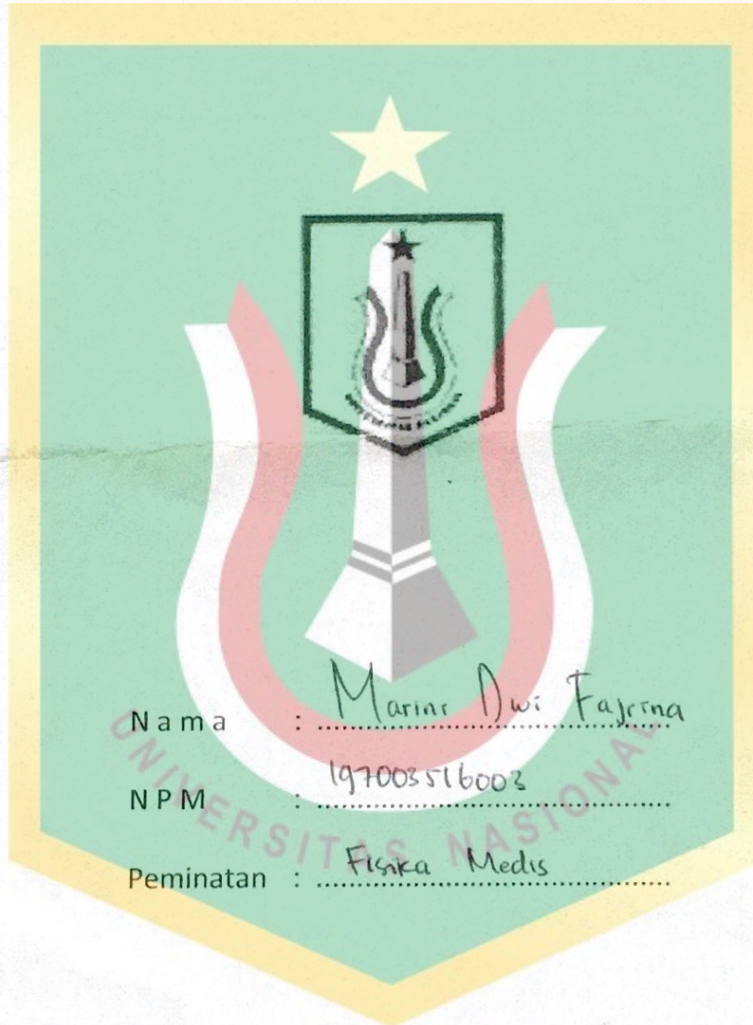 Nama : Marini Dwi Fajrina
NPM : 197003516003
Peminatan : Fisika Medis
UNIVERSITAS NASIONAL